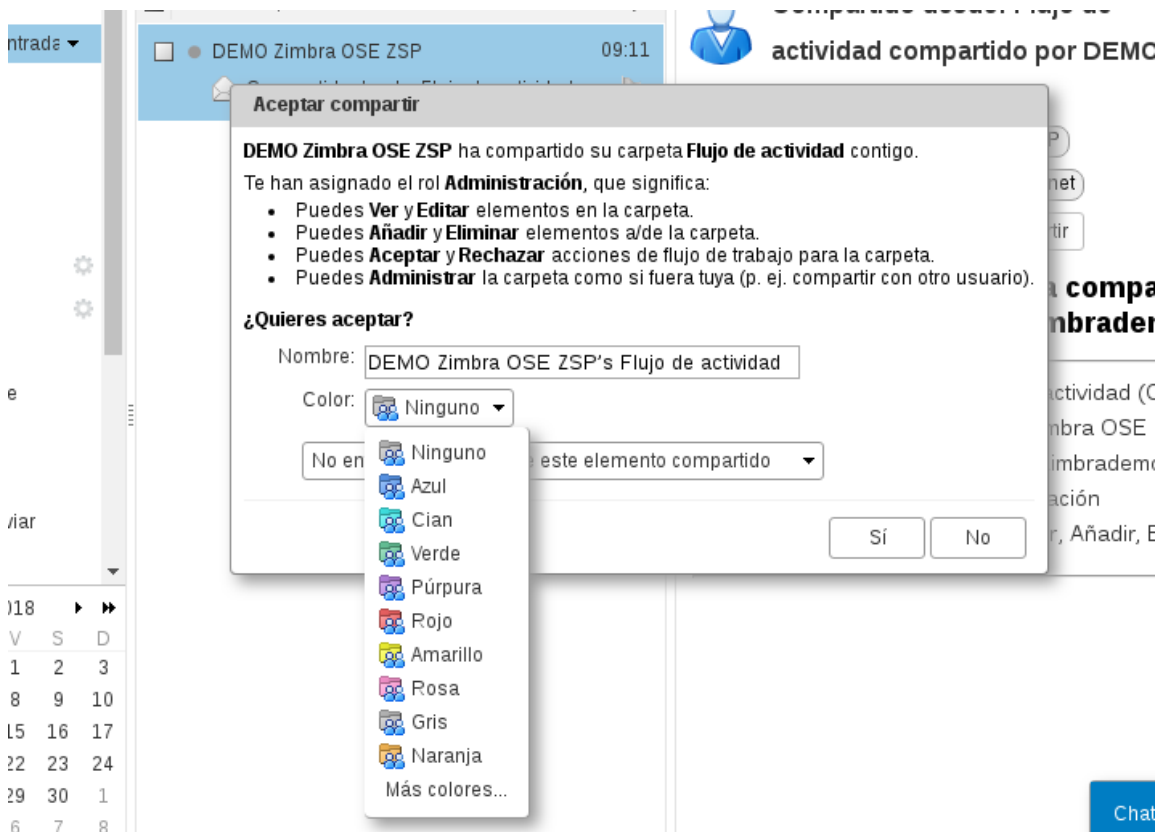 actividad compartido por DEMO
ntrada
DEMO Zimbra OSE ZSP 09:11
Aceptar compartir
DEMO Zimbra OSE ZSP ha compartido su carpeta Flujo de actividad contigo.
Te han asignado el rol Administración, que significa:
Puedes Ver y Editar elementos en la carpeta.
Puedes Añadir y Eliminar elementos a/de la carpeta.
Puedes Aceptar y Rechazar acciones de flujo de trabajo para la carpeta.
Puedes Administrar la carpeta como si fuera tuya (p. ej. compartir con otro usuario).
¿Quieres aceptar?
Nombre: DEMO Zimbra OSE ZSP's Flujo de actividad
Color: Ninguno
No en este elemento compartido
Ninguno
Azul
Cian
Verde
Púrpura
Rojo
Amarillo
Rosa
Gris
Naranja
Más colores...
Sí No
P
net
tir
compa
mbrader
e
actividad (C
mbra OSE
imbrademo
ación
r, Añadir, E
viar
018
V S D
1 2 3
8 9 10
15 16 17
22 23 24
29 30 1
6 7 8
Chat